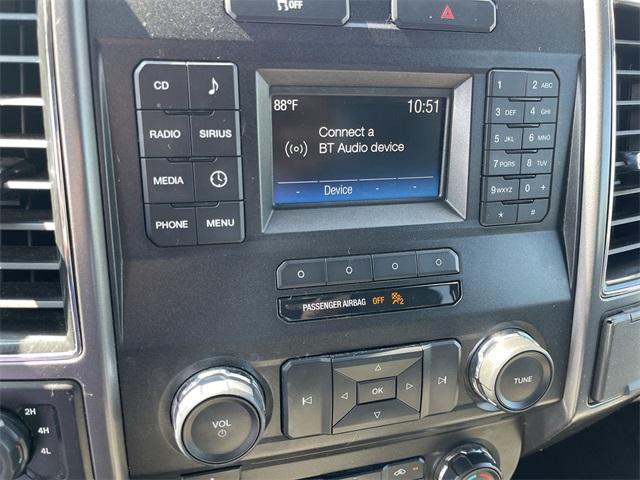 OFF
CD
RADIO SIRIUS
MEDIA
PHONE MENU
88°F 10:51
Connect a
BT Audio device
Device
1 2 ABC
3 DEF 4 GHI
5 JKL 6 MNO
7 PQRS 8 TUV
9 WXYZ 0 +
* #
PASSENGER AIRBAG OFF 2
OK
VOL
TUNE
2H
4H
4L